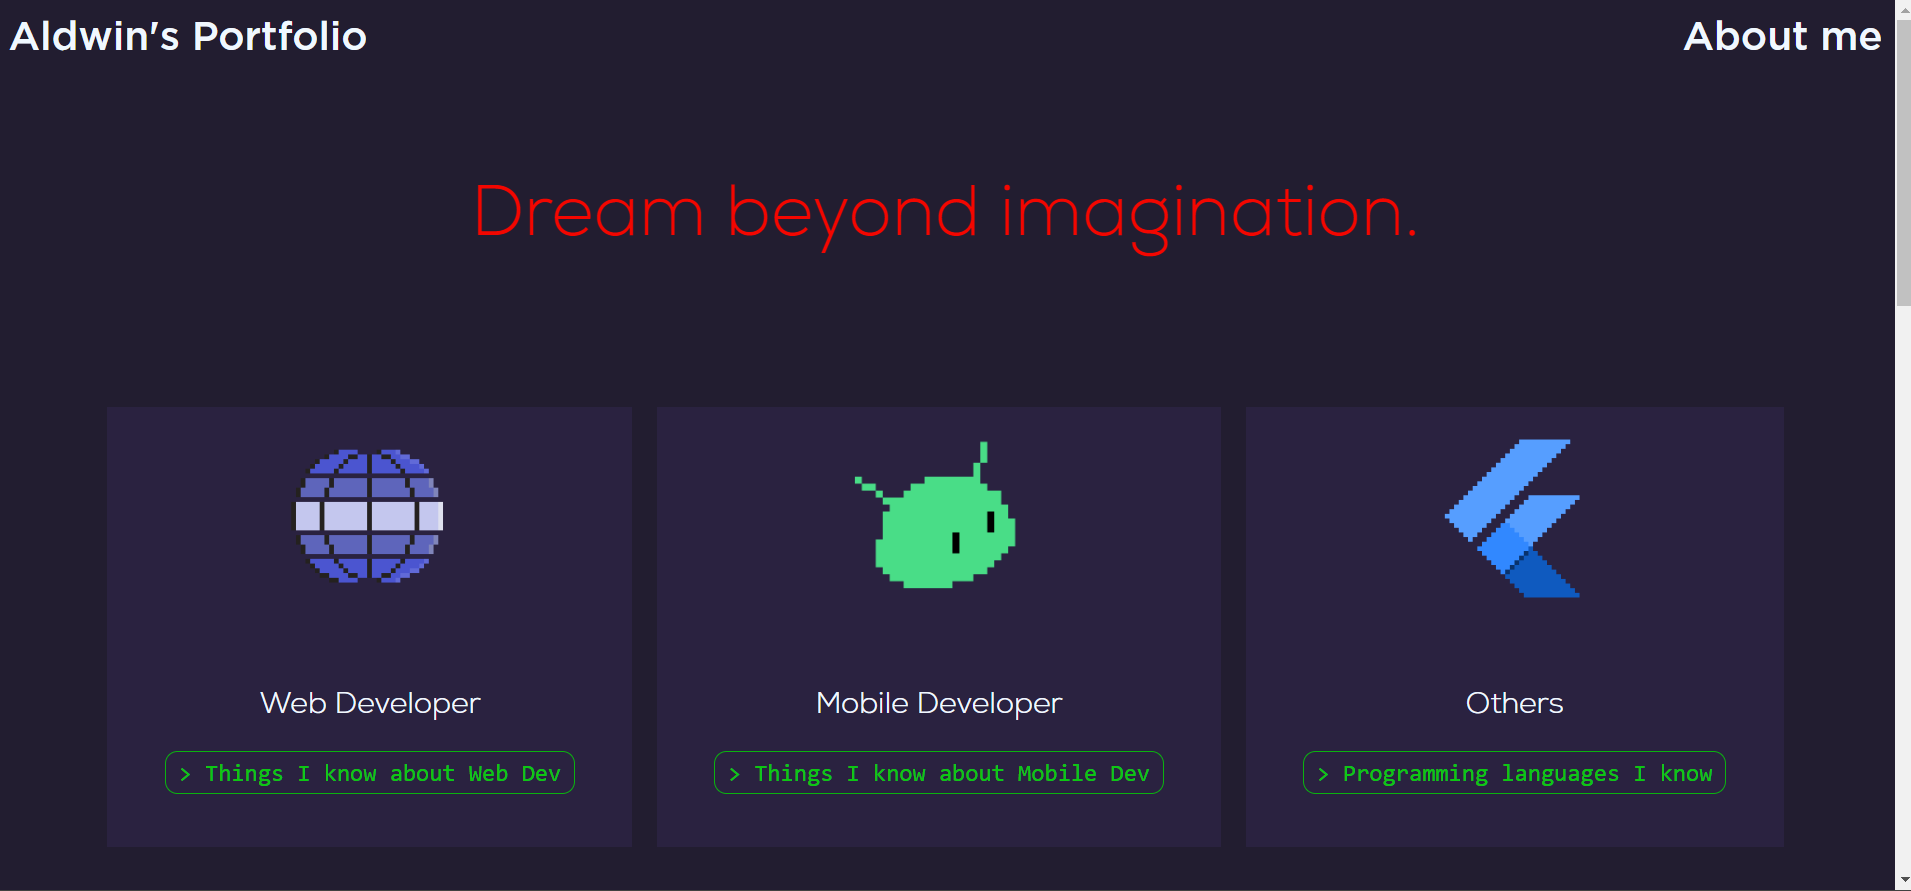 Aldwin's Portfolio
About me
Dream beyond imagination.
Web Developer
Mobile Developer
Others
> Things I know about Web Dev
> Things I know about Mobile Dev
> Programming languages I know